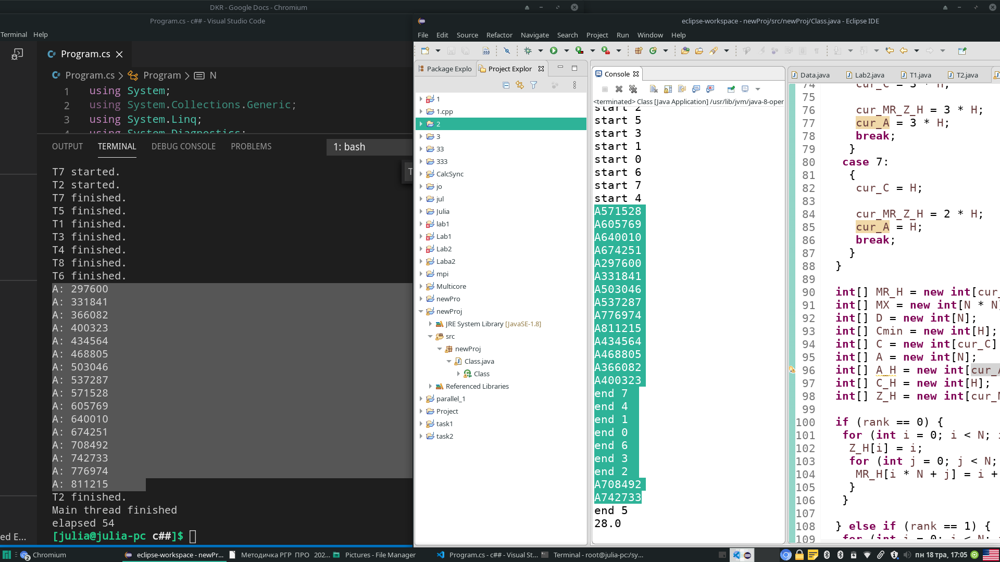 DKR - Google Docs - Chromium
Program.cs - c## - Visual Studio Code
Terminal Help
Program.cs
Program.cs > Program > N
1 using System;
2 using System.Collections.Generic;
3 using System.Linq;
4 using System.Diagnostics;
OUTPUT TERMINAL DEBUG CONSOLE PROBLEMS 1: bash
T7 started.
T2 started.
T7 finished.
T5 finished.
T1 finished.
T3 finished.
T4 finished.
T8 finished.
T6 finished.
A: 297600
A: 331841
A: 366082
A: 400323
A: 434564
A: 468805
A: 503046
A: 537287
A: 571528
A: 605769
A: 640010
A: 674251
A: 708492
A: 742733
A: 776974
A: 811215
T2 finished.
Main thread finished
elapsed 54
[julia@julia-pc c##]$
ed E...
eclipse-workspace - newProj/src/newProj/Class.java - Eclipse IDE
File Edit Source Refactor Navigate Search Project Run Window Help
Package Explo Project Explor
1
1.cpp
2
3
33
333
CalcSync
jo
jul
Julia
lab1
Lab1
Lab2
Laba2
mpi
Multicore
newPro
newProj
JRE System Library [JavaSE-1.8]
src
newProj
Class.java
Class
Referenced Libraries
parallel_1
Project
task1
task2
Console
<terminated> Class [Java Application] /usr/lib/jvm/java-8-oper
start 2
start 5
start 3
start 1
start 0
start 6
start 7
start 4
A571528
A605769
A640010
A674251
A297600
A331841
A503046
A537287
A776974
A811215
A434564
A468805
A366082
A400323
end 7
end 4
end 1
end 0
end 6
end 3
end 2
A708492
A742733
end 5
28.0
Data.java Lab2.java T1.java T2.java
74 cur_C = 3 * H;
75
76 cur_MR_Z_H = 3 * H;
77 cur_A = 3 * H;
78 break;
79 }
80 case 7:
81 {
82 cur_C = H;
83
84 cur_MR_Z_H = 2 * H;
85 cur_A = H;
86 break;
87 }
88 }
89
90 int[] MR_H = new int[cur_
91 int[] MX = new int[N * N]
92 int[] D = new int[N];
93 int[] Cmin = new int[H];
94 int[] C = new int[cur_C]
95 int[] A = new int[N];
96 int[] A_H = new int[cur_A
97 int[] C_H = new int[H];
98 int[] Z_H = new int[cur_M
99
100 if (rank == 0) {
101 for (int i = 0; i < N; i
102 Z_H[i] = i;
103 for (int j = 0; j < N;
104 MR_H[i * N + j] = i +
105 }
106 }
107
108 } else if (rank == 1) {
109 for (int i = 0; i < N; i
Chromium
eclipse-workspace - newPr...
Методичка РГР ПРО 202...
Pictures - File Manager
Program.cs - c## - Visual St...
Terminal - root@julia-pc:/sy...
пн 18 тра, 17:05